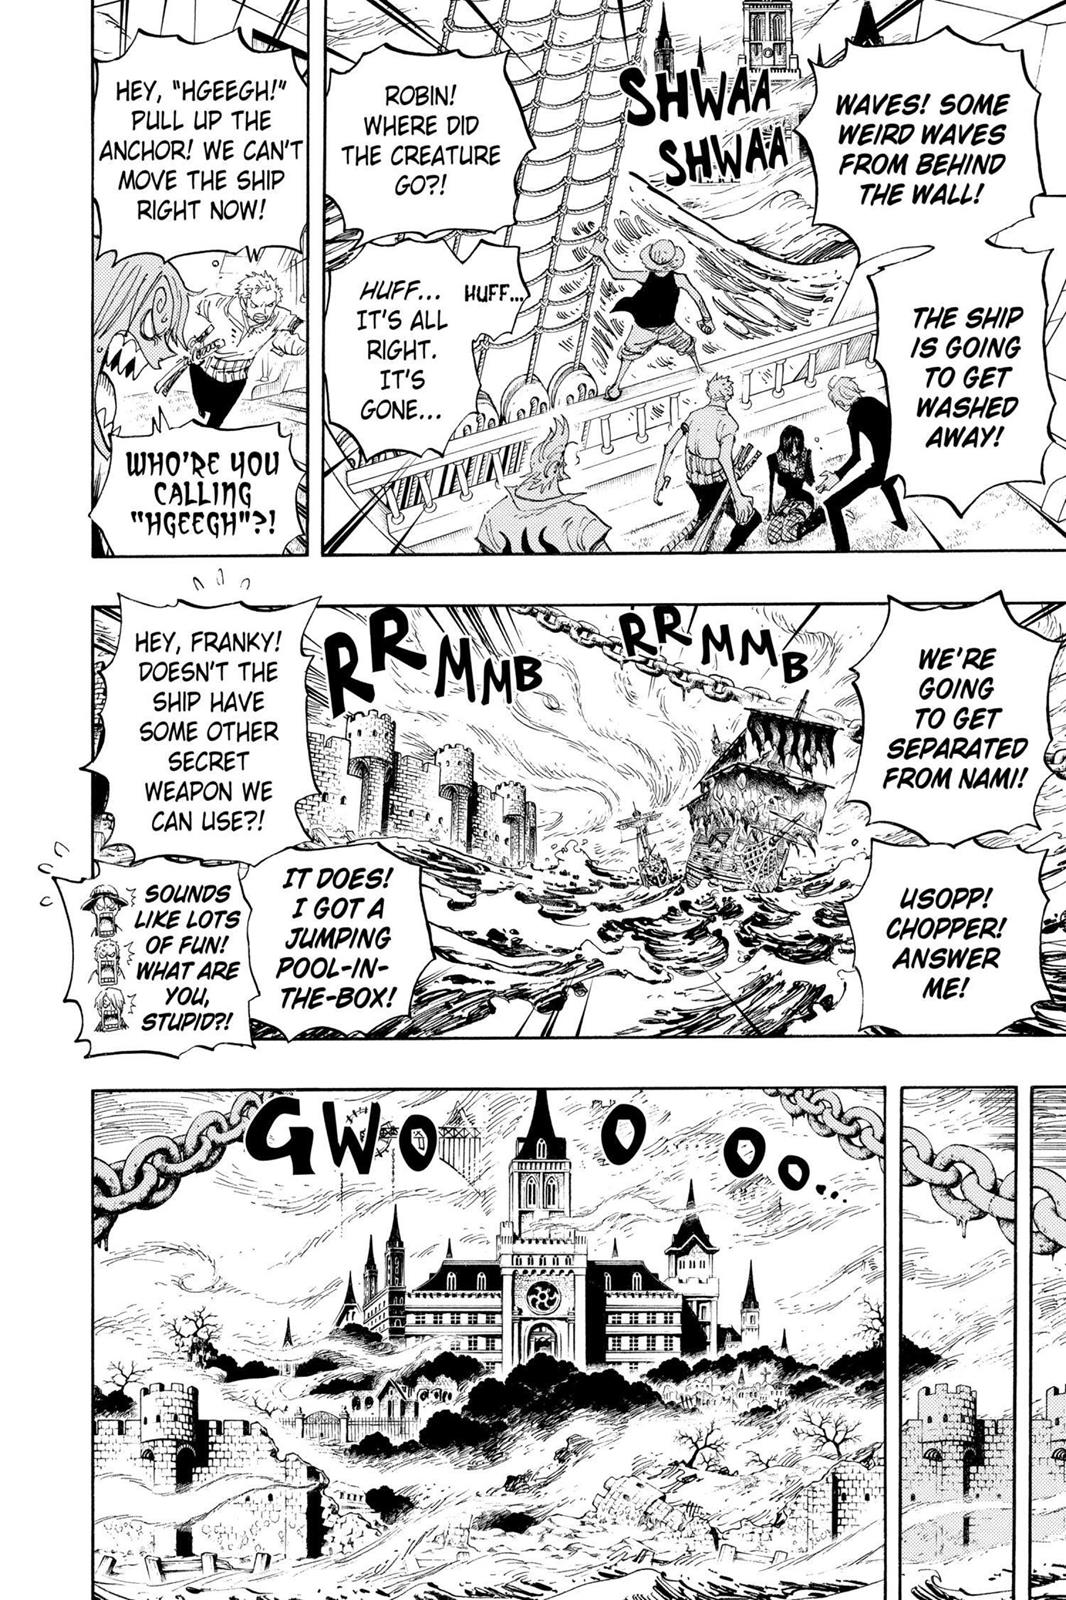 WAVES! SOME
WEIRD WAVES
FROM BEHIND
THE WALL!
THE SHIP
IS GOING
TO GET
WASHED
AWAY!
SHWAA
SHWAA
ROBIN!
WHERE DID
THE CREATURE
GO?!
HUFF...
HUFF...
IT'S ALL
RIGHT.
IT'S
GONE...
HEY, "HGEEGH!"
PULL UP THE
ANCHOR! WE CAN'T
MOVE THE SHIP
RIGHT NOW!
WHO'RE YOU
CALLING
"HGEEGH"?!
WE'RE
GOING
TO GET
SEPARATED
FROM NAMI!
USOPP!
CHOPPER!
ANSWER
ME!
RRMMB
RRMMB
HEY, FRANKY!
DOESN'T THE
SHIP HAVE
SOME OTHER
SECRET
WEAPON WE
CAN USE?!
IT DOES!
I GOT A
JUMPING
POOL-IN-
THE-BOX!
SOUNDS
LIKE LOTS
OF FUN!
WHAT ARE
YOU,
STUPID?!
GWOOOO...